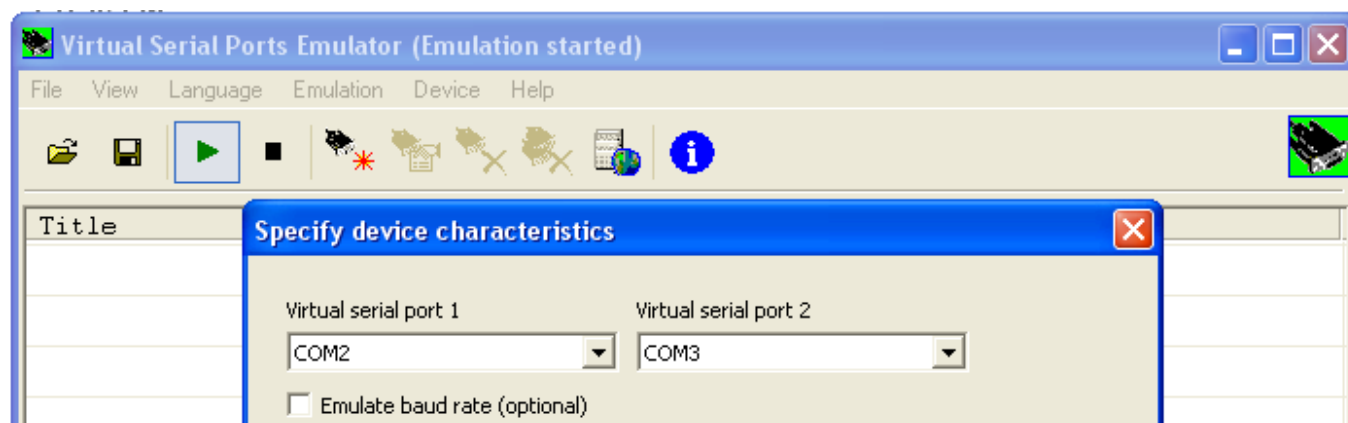 Virtual Serial Ports Emulator (Emulation started)
File View Language Emulation Device Help
Title
Specify device characteristics
Virtual serial port 1 Virtual serial port 2
COM2 COM3
Emulate baud rate (optional)